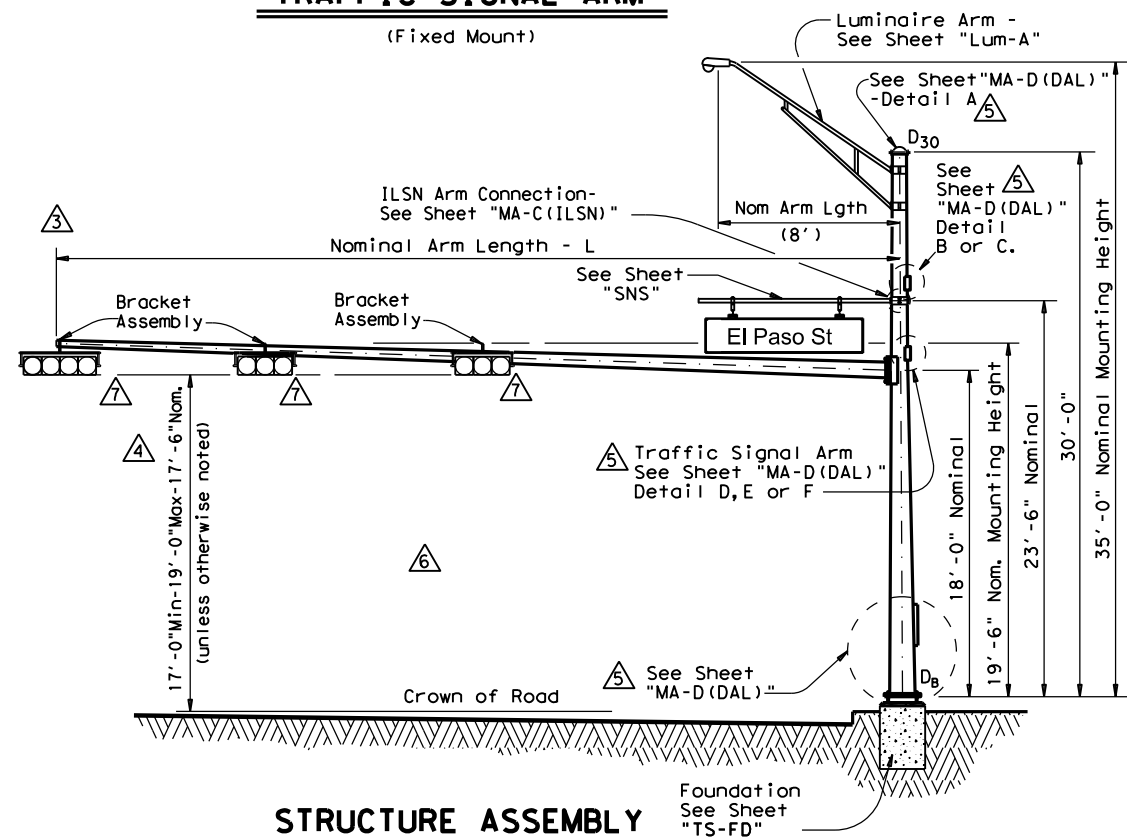 TRAFFIC SIGNAL ARM
(Fixed Mount)
Luminaire Arm -
See Sheet "Lum-A"
See Sheet"MA-D(DAL)"
-Detail A
5
D30
See
Sheet
5
"MA-D(DAL)"
Detail
B or C.
ILSN Arm Connection-
See Sheet "MA-C(ILSN)"
Nom Arm Lgth
(8')
3
Nominal Arm Length - L
See Sheet
"SNS"
Bracket
Assembly
Bracket
Assembly
El Paso St
7
7
7
4
17'-0"Min-19'-0"Max-17'-6"Nom.
(unless otherwise noted)
5
Traffic Signal Arm
See Sheet "MA-D(DAL)"
Detail D,E or F
6
18'-0" Nominal
19'-6" Nom. Mounting Height
23'-6" Nominal
30'-0"
35'-0" Nominal Mounting Height
5
See Sheet
"MA-D(DAL)"
DB
Crown of Road
Foundation
See Sheet
"TS-FD"
STRUCTURE ASSEMBLY